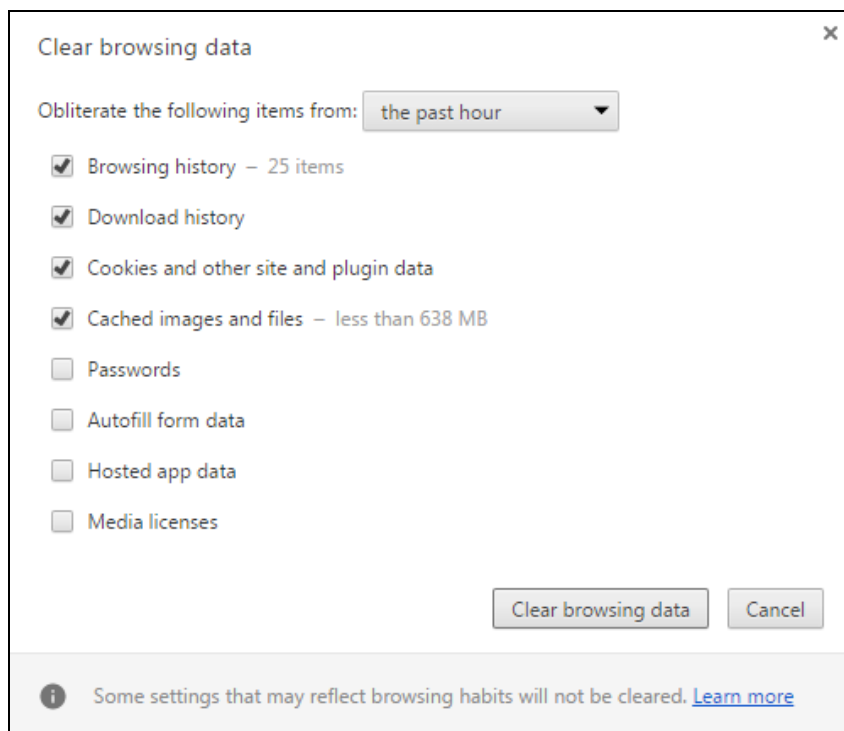 Clear browsing data
Obliterate the following items from: the past hour
Browsing history – 25 items
Download history
Cookies and other site and plugin data
Cached images and files – less than 638 MB
Passwords
Autofill form data
Hosted app data
Media licenses
Clear browsing data Cancel
Some settings that may reflect browsing habits will not be cleared. Learn more